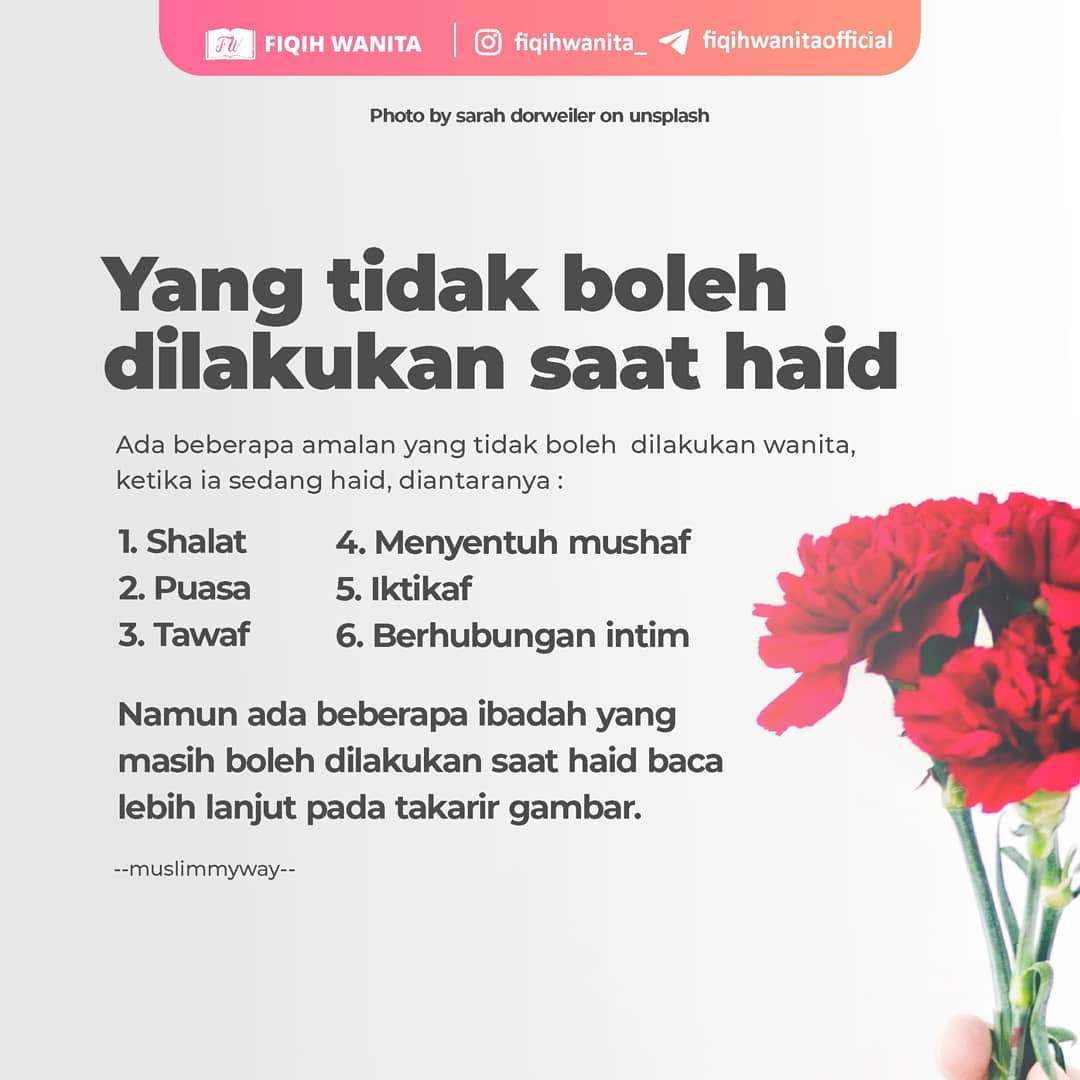 FW FIQIH WANITA fiqihwanita_ fiqihwanitaofficial
Photo by sarah dorweiler on unsplash
Yang tidak boleh
dilakukan saat haid
Ada beberapa amalan yang tidak boleh dilakukan wanita,
ketika ia sedang haid, diantaranya :
1. Shalat
2. Puasa
3. Tawaf
4. Menyentuh mushaf
5. Iktikaf
6. Berhubungan intim
Namun ada beberapa ibadah yang
masih boleh dilakukan saat haid baca
lebih lanjut pada takarir gambar.
--muslimmyway--